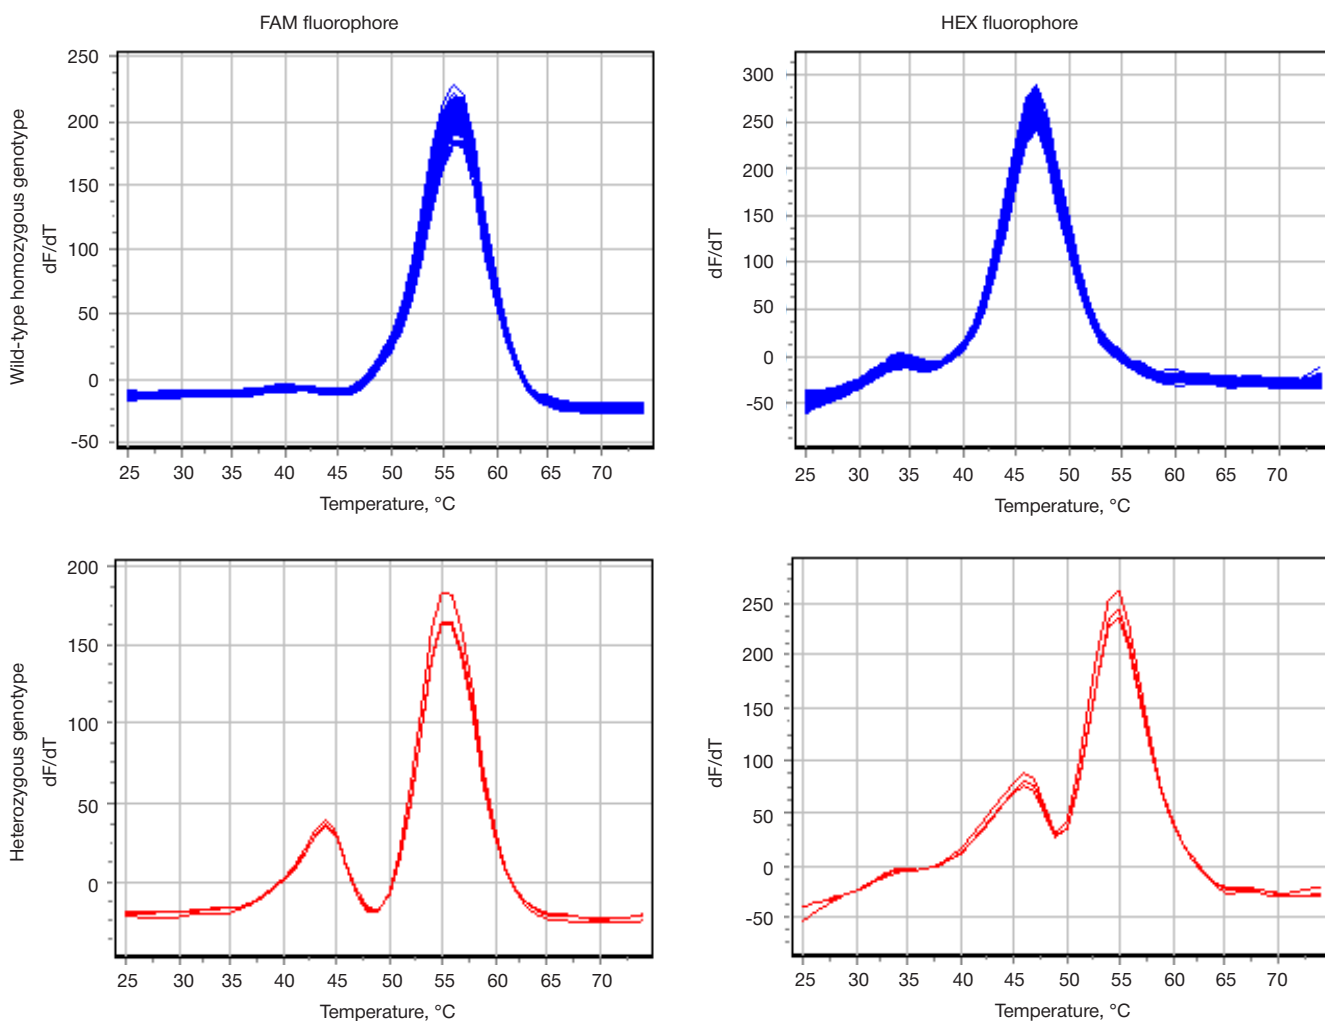 FAM fluorophore
HEX fluorophore
Wild-type homozygous genotype
dF/dT
250
200
150
100
50
0
-50
25 30 35 40 45 50 55 60 65 70
Temperature, °C
dF/dT
300
250
200
150
100
50
0
-50
25 30 35 40 45 50 55 60 65 70
Temperature, °C
Heterozygous genotype
dF/dT
200
150
100
50
0
25 30 35 40 45 50 55 60 65 70
Temperature, °C
dF/dT
250
200
150
100
50
0
-50
25 30 35 40 45 50 55 60 65 70
Temperature, °C